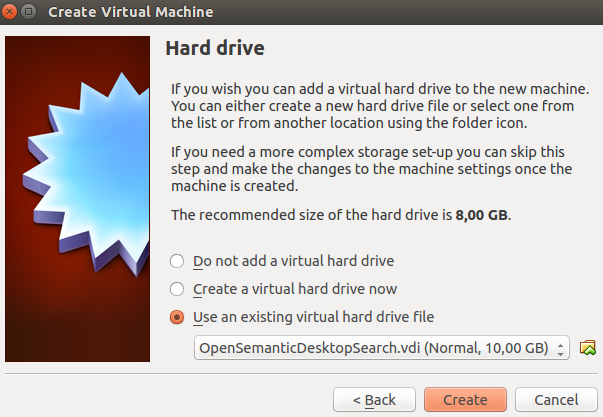 Create Virtual Machine
Hard drive
If you wish you can add a virtual hard drive to the new machine.
You can either create a new hard drive file or select one from
the list or from another location using the folder icon.
If you need a more complex storage set-up you can skip this
step and make the changes to the machine settings once the
machine is created.
The recommended size of the hard drive is 8,00 GB.
Do not add a virtual hard drive
Create a virtual hard drive now
Use an existing virtual hard drive file
OpenSemanticDesktopSearch.vdi (Normal, 10,00 GB)
< Back
Create
Cancel